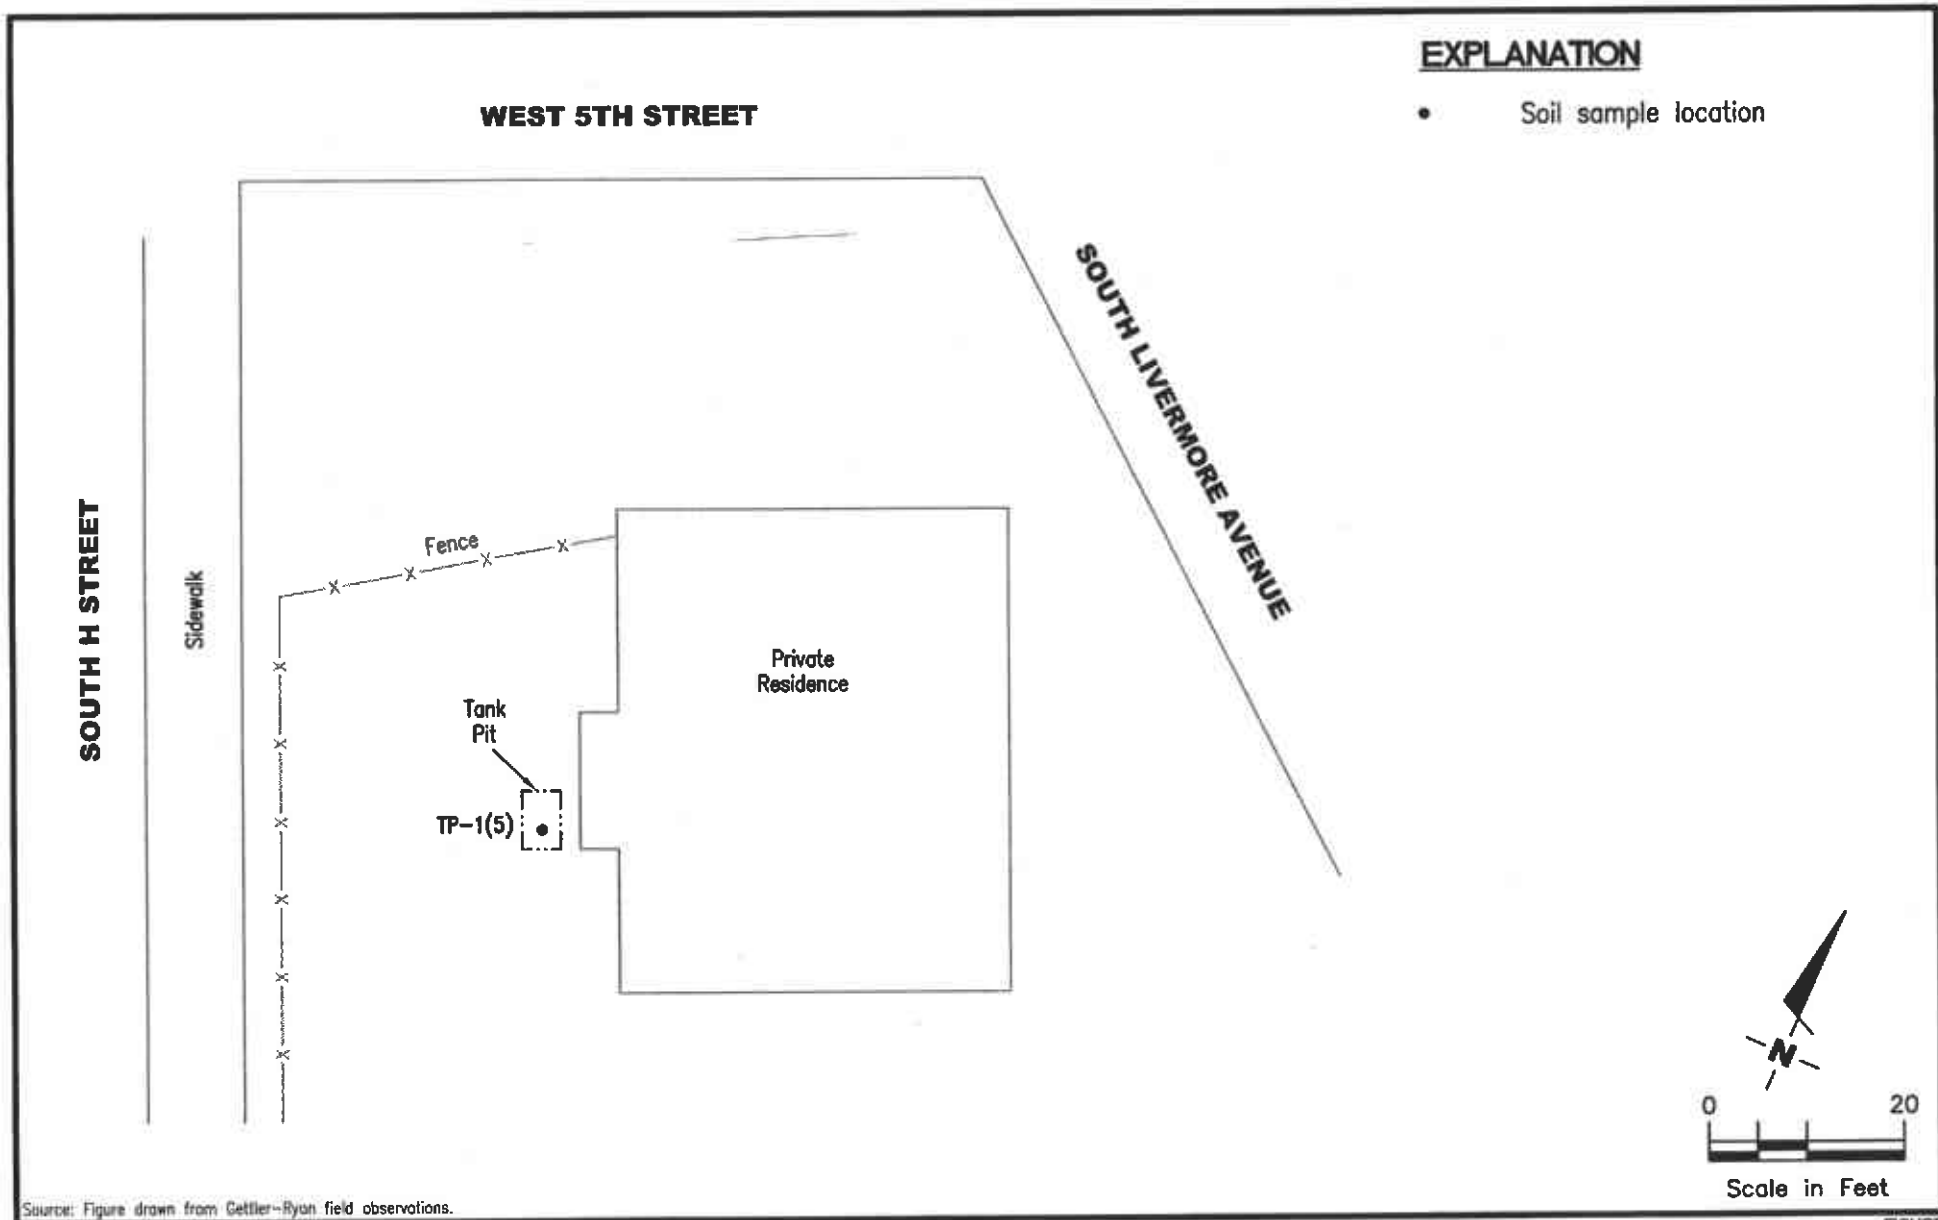 EXPLANATION
• Soil sample location
WEST 5TH STREET
SOUTH LIVERMORE AVENUE
SOUTH H STREET
Sidewalk
Fence
Private
Residence
Tank
Pit
TP-1(5)
N
0 20
Scale in Feet
Source: Figure drawn from Gettler-Ryan field observations.